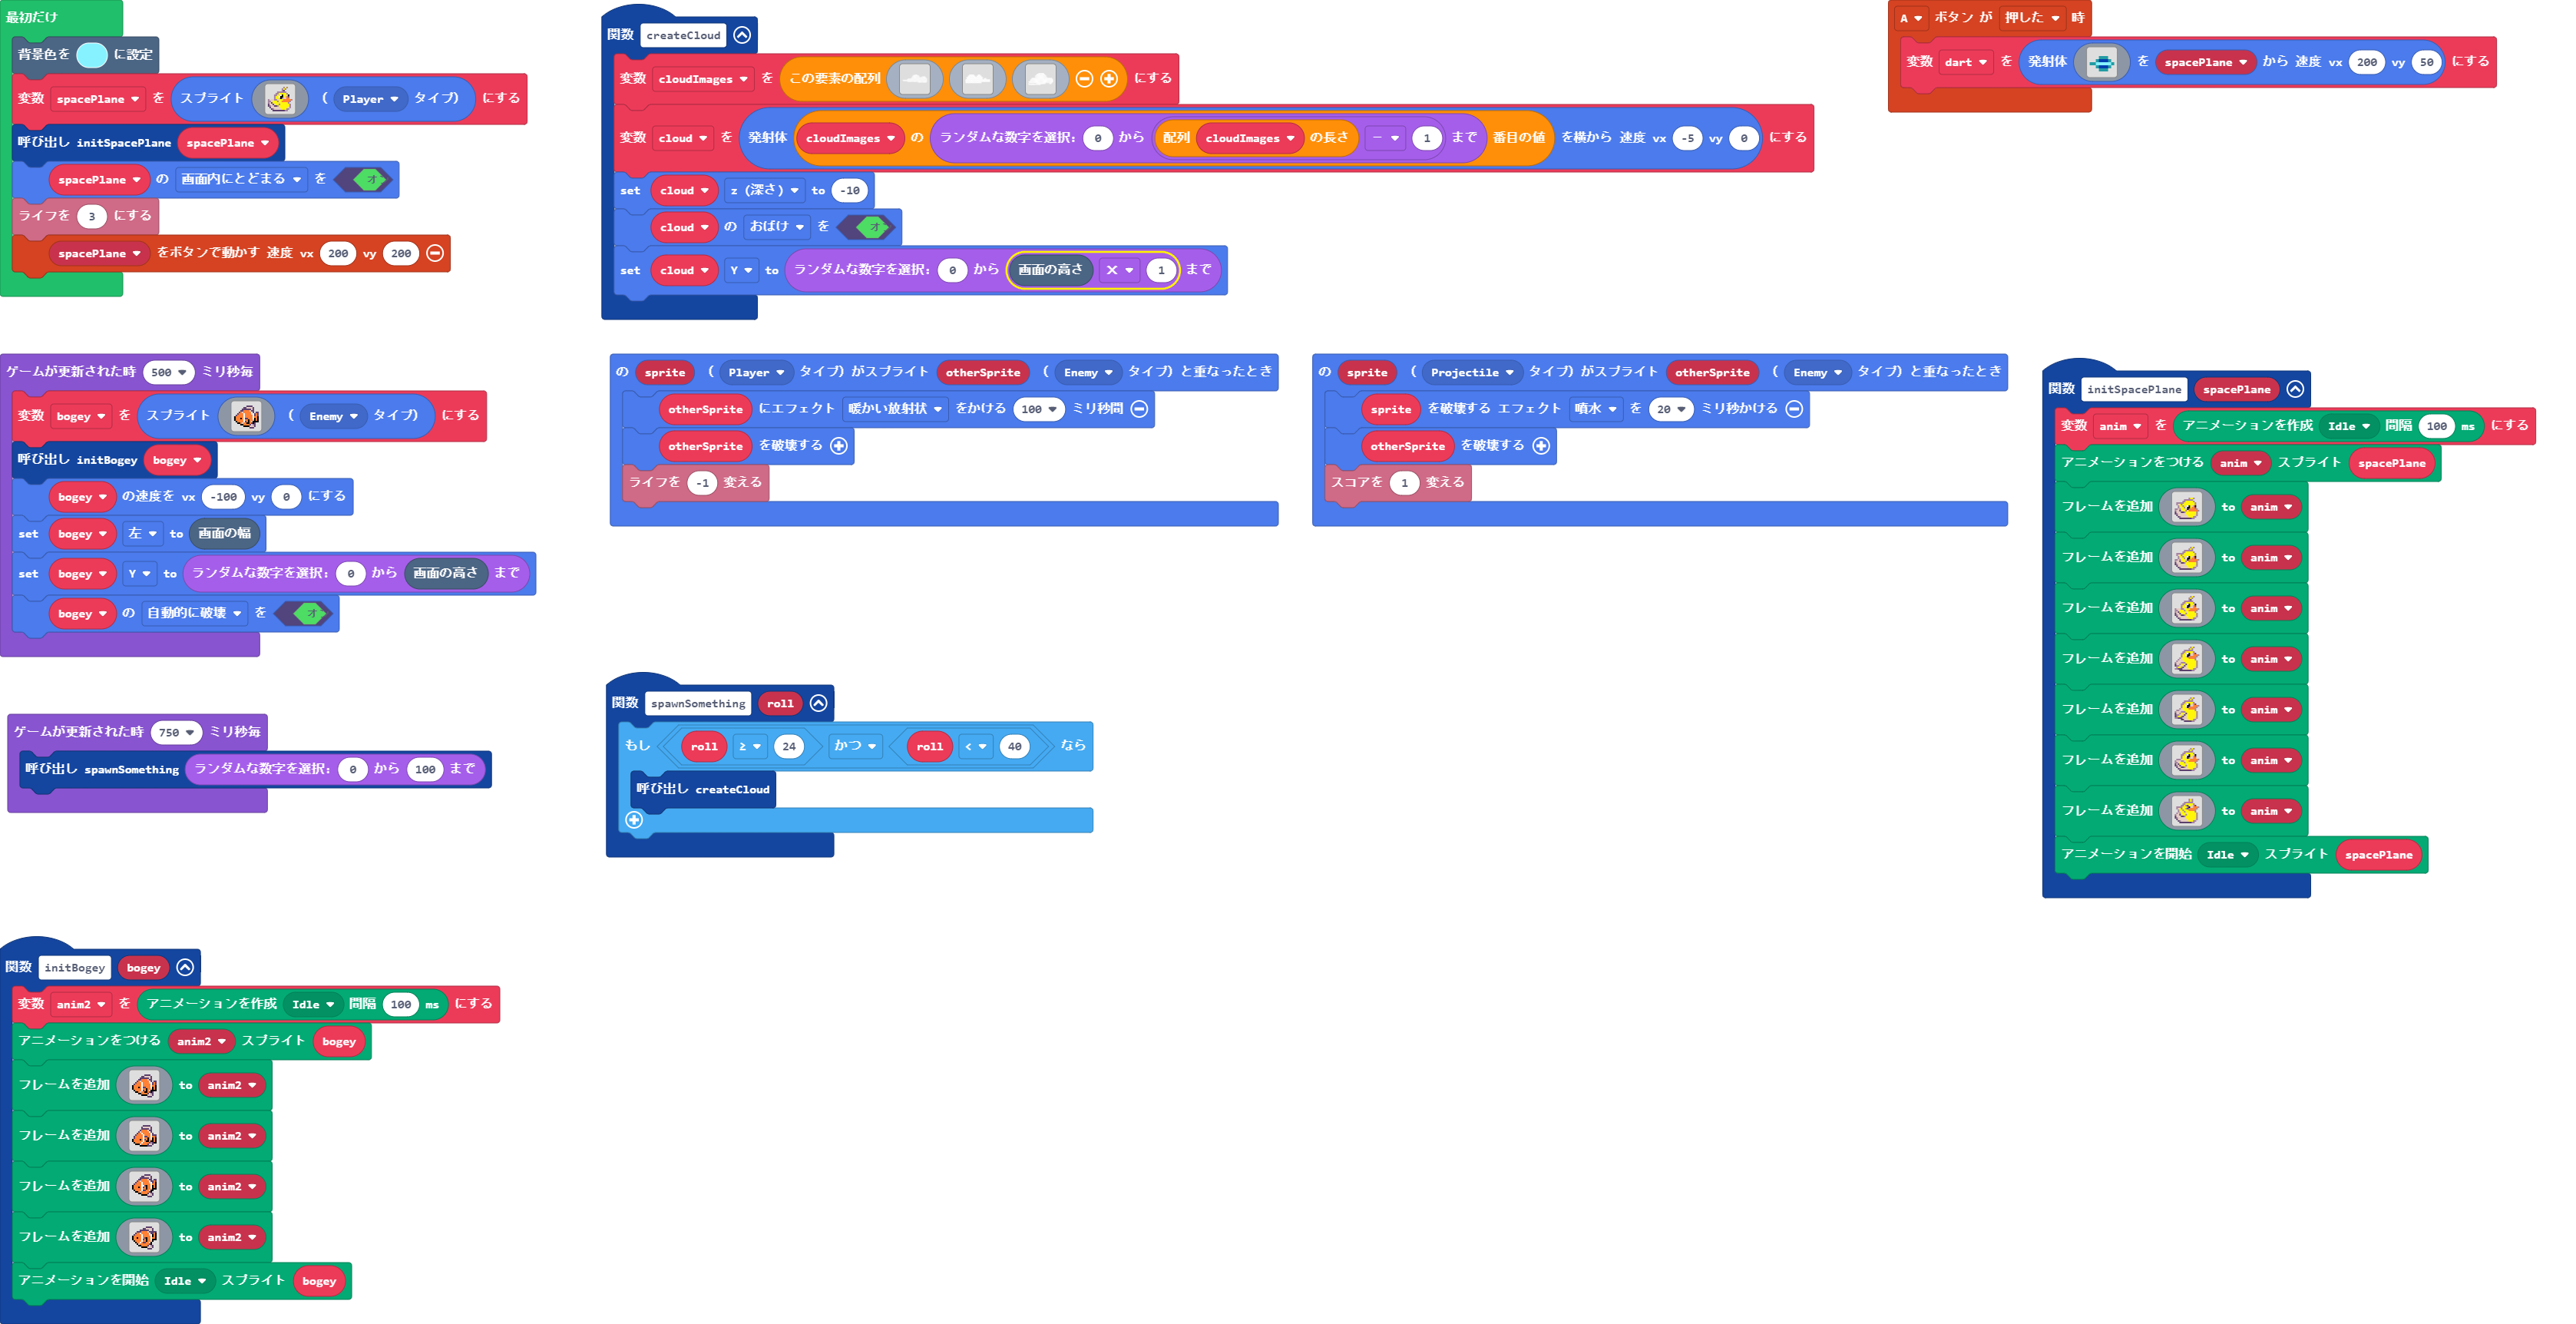 最初だけ
背景色を に設定
変数 spacePlane を スプライト ( Player タイプ) にする
呼び出し initSpacePlane spacePlane
spacePlane の 画面内にとどまる を オ
ライフを 3 にする
spacePlane をボタンで動かす 速度 vx 200 vy 200
関数 createCloud
変数 cloudImages を この要素の配列 にする
変数 cloud を 発射体 cloudImages の ランダムな数字を選択: 0 から 配列 cloudImages の長さ - 1 まで 番目の値 を横から 速度 vx -5 vy 0 にする
set cloud z (深さ) to -10
cloud の おばけ を オ
set cloud Y to ランダムな数字を選択: 0 から 画面の高さ × 1 まで
A ボタン が 押した 時
変数 dart を 発射体 を spacePlane から 速度 vx 200 vy 50 にする
ゲームが更新された時 500 ミリ秒毎
変数 bogey を スプライト ( Enemy タイプ) にする
呼び出し initBogey bogey
bogey の速度を vx -100 vy 0 にする
set bogey 左 to 画面の幅
set bogey Y to ランダムな数字を選択: 0 から 画面の高さ まで
bogey の 自動的に破壊 を オ
の sprite ( Player タイプ) がスプライト otherSprite ( Enemy タイプ) と重なったとき
otherSprite にエフェクト 暖かい放射状 をかける 100 ミリ秒間
otherSprite を破壊する
ライフを -1 変える
の sprite ( Projectile タイプ) がスプライト otherSprite ( Enemy タイプ) と重なったとき
sprite を破壊する エフェクト 噴水 を 20 ミリ秒かける
otherSprite を破壊する
スコアを 1 変える
関数 initSpacePlane spacePlane
変数 anim を アニメーションを作成 Idle 間隔 100 ms にする
アニメーションをつける anim スプライト spacePlane
フレームを追加 to anim
フレームを追加 to anim
フレームを追加 to anim
フレームを追加 to anim
フレームを追加 to anim
フレームを追加 to anim
フレームを追加 to anim
アニメーションを開始 Idle スプライト spacePlane
ゲームが更新された時 750 ミリ秒毎
呼び出し spawnSomething ランダムな数字を選択: 0 から 100 まで
関数 spawnSomething roll
もし roll ≥ 24 かつ roll < 40 なら
呼び出し createCloud
関数 initBogey bogey
変数 anim2 を アニメーションを作成 Idle 間隔 100 ms にする
アニメーションをつける anim2 スプライト bogey
フレームを追加 to anim2
フレームを追加 to anim2
フレームを追加 to anim2
フレームを追加 to anim2
アニメーションを開始 Idle スプライト bogey